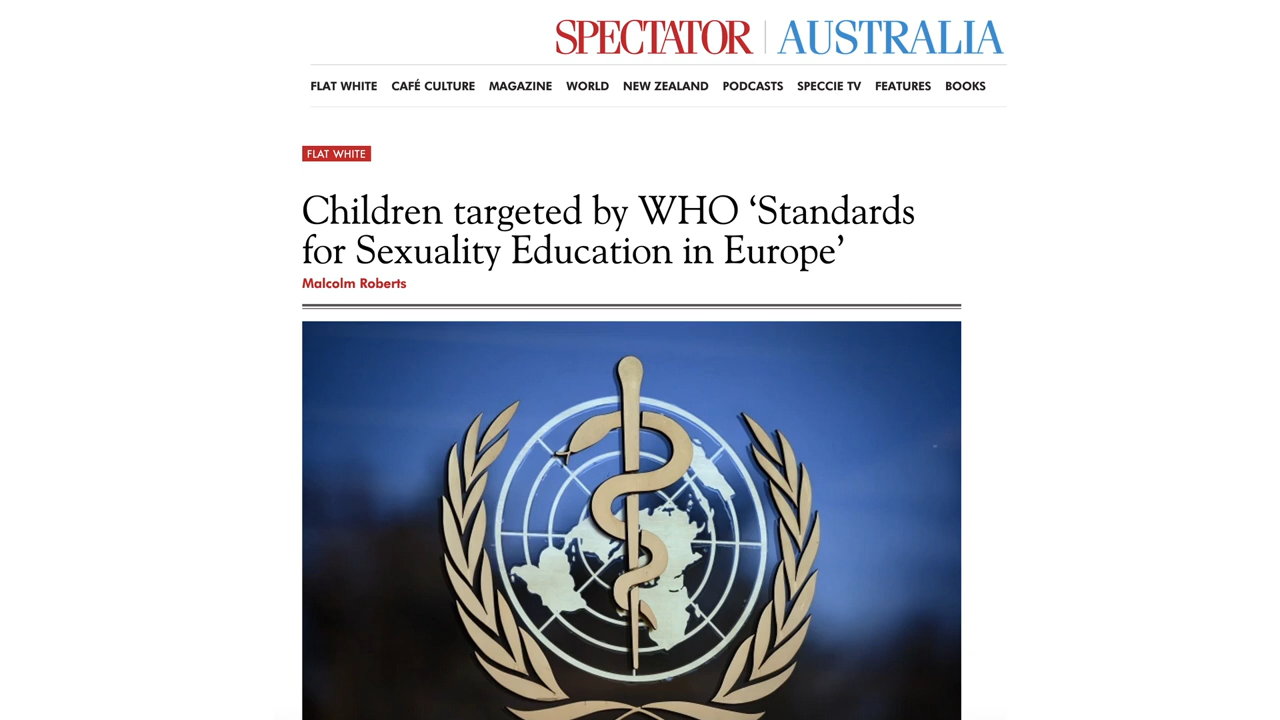 SPECTATOR | AUSTRALIA
FLAT WHITE CAFÉ CULTURE MAGAZINE WORLD NEW ZEALAND PODCASTS SPECCIE TV FEATURES BOOKS
FLAT WHITE
Children targeted by WHO ‘Standards
for Sexuality Education in Europe’
Malcolm Roberts